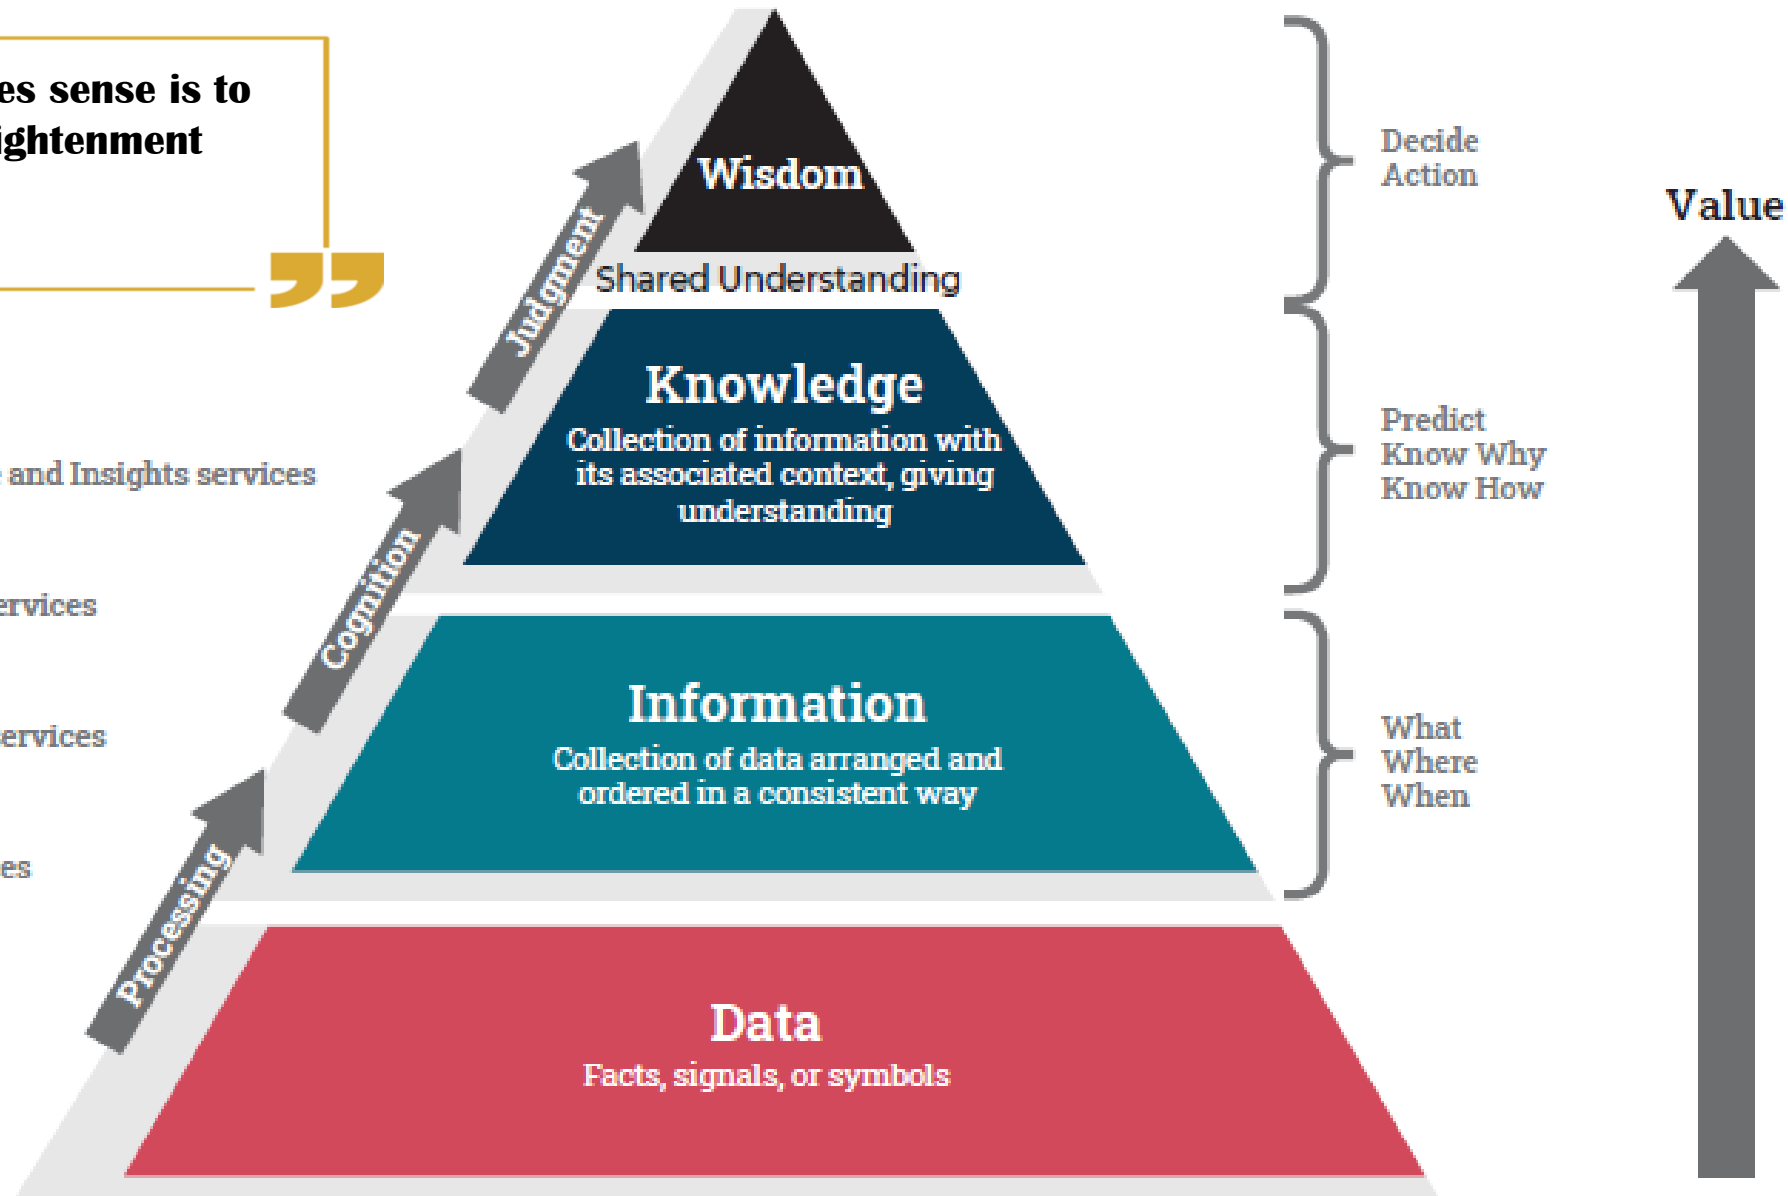 es sense is to
ightenment
e and Insights services
ervices
services
es
Judgment
Cognition
Processing
Wisdom
Shared Understanding
Knowledge
Collection of information with
its associated context, giving
understanding
Information
Collection of data arranged and
ordered in a consistent way
Data
Facts, signals, or symbols
Decide
Action
Predict
Know Why
Know How
What
Where
When
Value